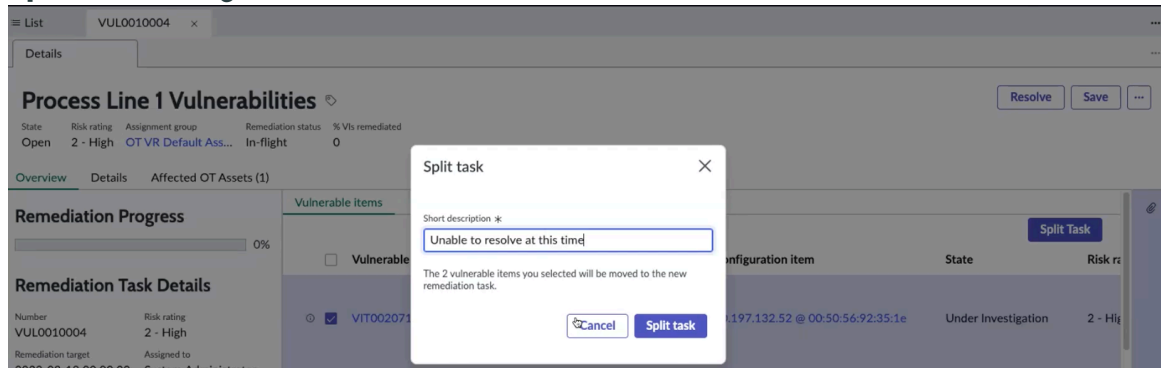 List
VUL0010004 ×
Details
Process Line 1 Vulnerabilities
Resolve
Save
State
Risk rating
Assignment group
Remediation status
% VIs remediated
Open
2 - High
OT VR Default Ass...
In-flight
0
Overview
Details
Affected OT Assets (1)
Remediation Progress
0%
Remediation Task Details
Number
Risk rating
VUL0010004
2 - High
Remediation target
Assigned to
Vulnerable items
Split Task
Vulnerable
configuration item
State
Risk ra
VIT002071
.197.132.52 @ 00:50:56:92:35:1e
Under Investigation
2 - Hig
Split task
Short description *
Unable to resolve at this time
The 2 vulnerable items you selected will be moved to the new
remediation task.
Cancel
Split task